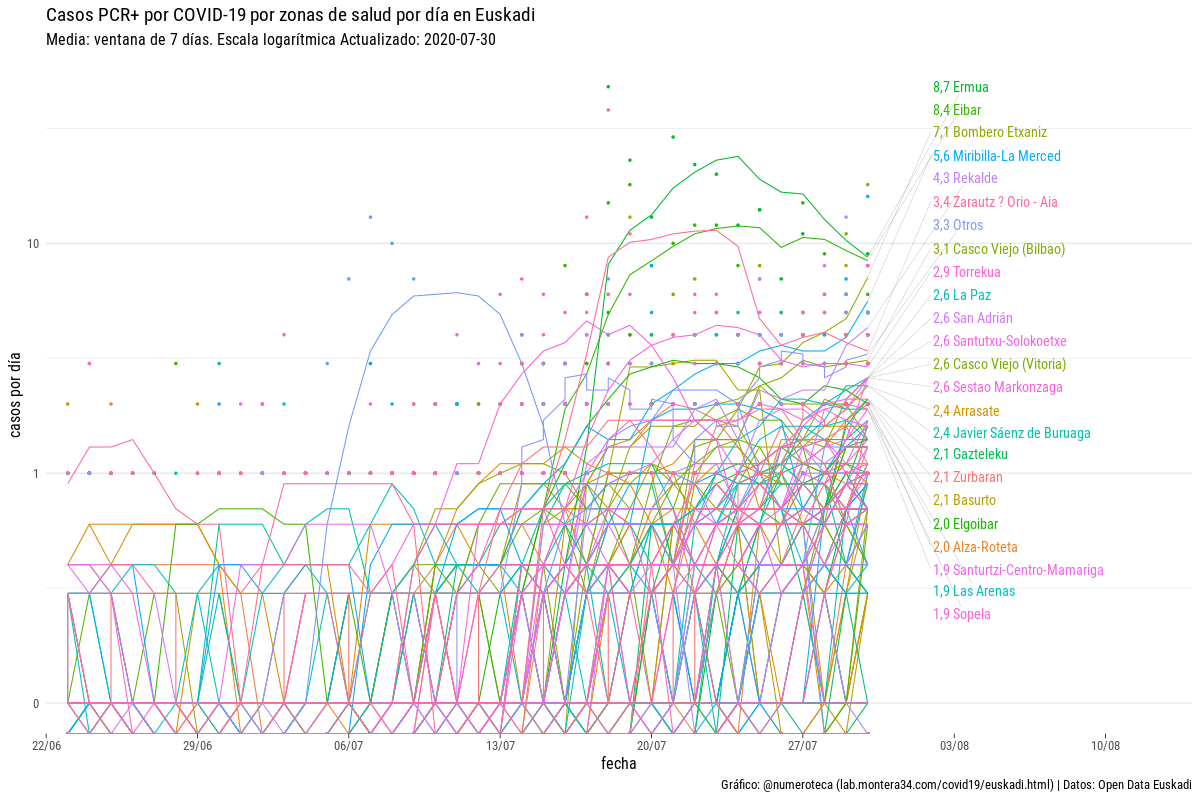 Casos PCR+ por COVID-19 por zonas de salud por día en Euskadi
Media: ventana de 7 días. Escala logarítmica Actualizado: 2020-07-30
casos por día
10
1
0
8,7 Ermua
8,4 Eibar
7,1 Bombero Etxaniz
5,6 Miribilla-La Merced
4,3 Rekalde
3,4 Zarautz ? Orio - Aia
3,3 Otros
3,1 Casco Viejo (Bilbao)
2,9 Torrekua
2,6 La Paz
2,6 San Adrián
2,6 Santutxu-Solokoetxe
2,6 Casco Viejo (Vitoria)
2,6 Sestao Markonzaga
2,4 Arrasate
2,4 Javier Sáenz de Buruaga
2,1 Gazteleku
2,1 Zurbaran
2,1 Basurto
2,0 Elgoibar
2,0 Alza-Roteta
1,9 Santurtzi-Centro-Mamariga
1,9 Las Arenas
1,9 Sopela
22/06 29/06 06/07 13/07 20/07 27/07 03/08 10/08
fecha
Gráfico: @numeroteca (lab.montera34.com/covid19/euskadi.html) | Datos: Open Data Euskadi